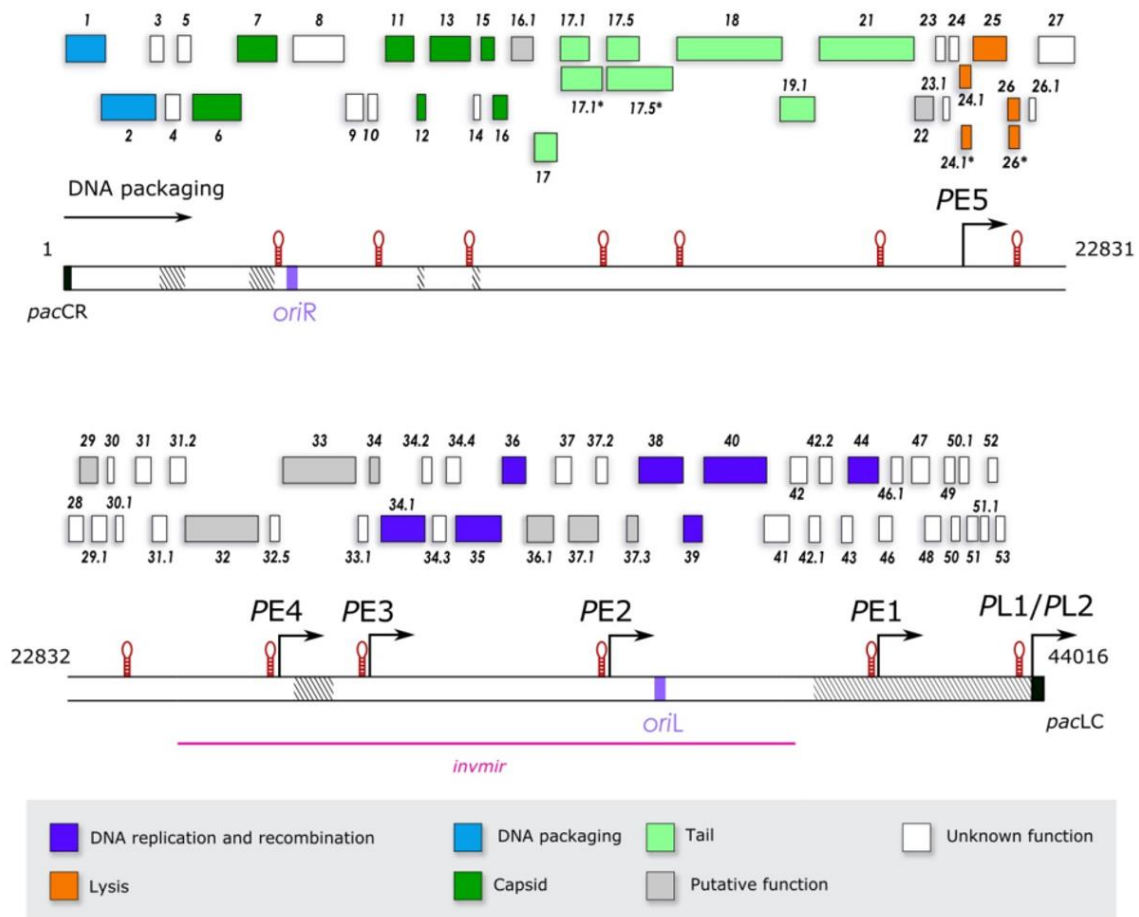 1 3 5 7 8 11 13 15 16.1 17.1 17.5 18 21 23 24 25 27
17.1* 17.5* 19.1 23.1 24.1 26 26.1
2 4 6 9 10 12 14 16 17 22 24.1* 26*
DNA packaging
PE5
1 22831
pacCR oriR
29 30 31 31.2 33 34 34.2 34.4 36 37 37.2 38 40 42.2 44 47 50.1 52
28 30.1 34.1 42 46.1 49 51.1
29.1 31.1 32 32.5 33.1 34.3 35 36.1 37.1 37.3 39 41 42.1 43 46 48 50 51 53
PE4 PE3 PE2 PE1 PL1/PL2
22832 44016
oriL pacLC
invmir
DNA replication and recombination DNA packaging Tail Unknown function
Lysis Capsid Putative function